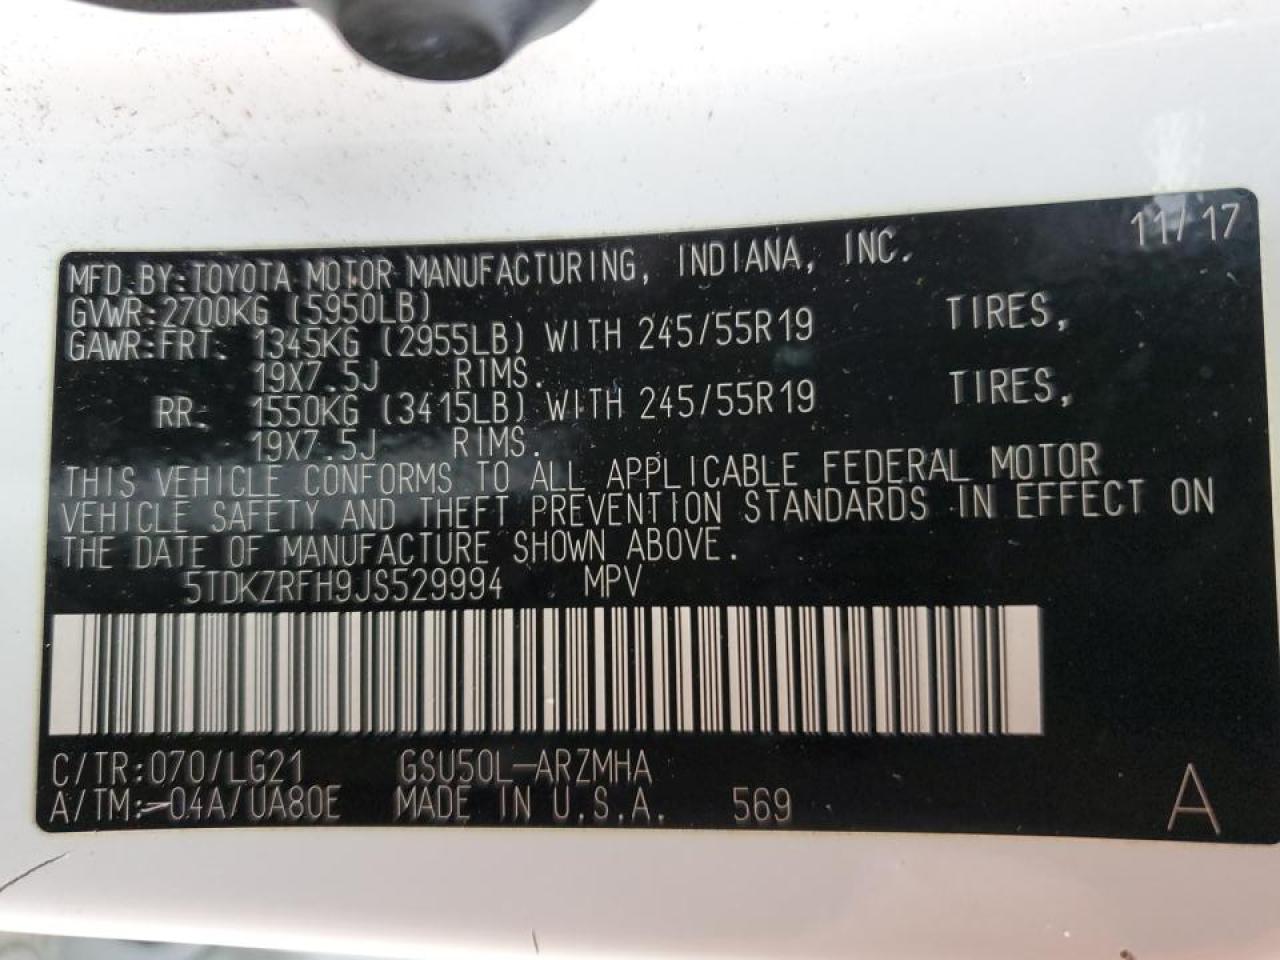 11/17
MFD.BY:TOYOTA MOTOR MANUFACTURING, INDIANA, INC.
GVWR:2700KG (5950LB)
GAWR:FRT. 1345KG (2955LB) WITH 245/55R19 TIRES,
19X7.5J RIMS.
RR. 1550KG (3415LB) WITH 245/55R19 TIRES,
19X7.5J RIMS.
THIS VEHICLE CONFORMS TO ALL APPLICABLE FEDERAL MOTOR
VEHICLE SAFETY AND THEFT PREVENTION STANDARDS IN EFFECT ON
THE DATE OF MANUFACTURE SHOWN ABOVE.
5TDKZRFH9JS529994 MPV
C/TR:070/LG21 GSU50L-ARZMHA
A/TM:-04A/UA80E MADE IN U.S.A. 569
A